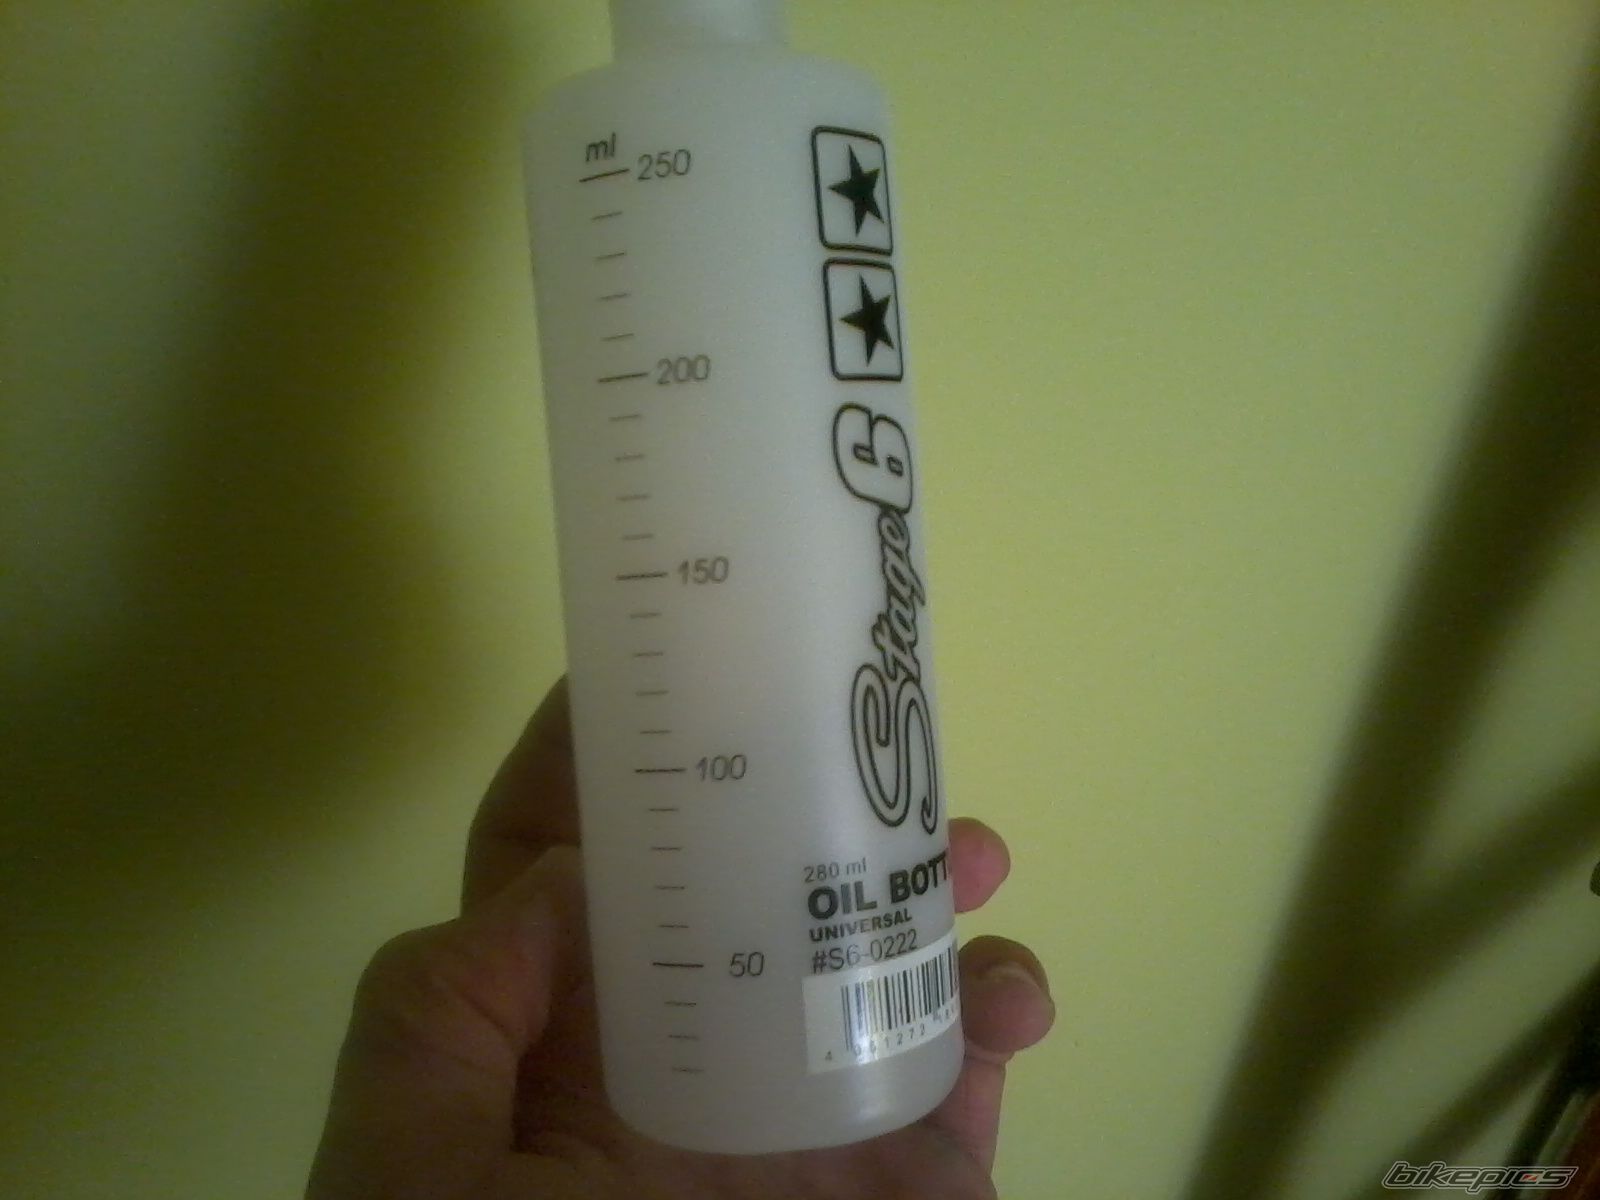 ml
250
200
150
100
50
Stage6
280 ml
OIL BOTT
UNIVERSAL
#S6-0222
bikepics